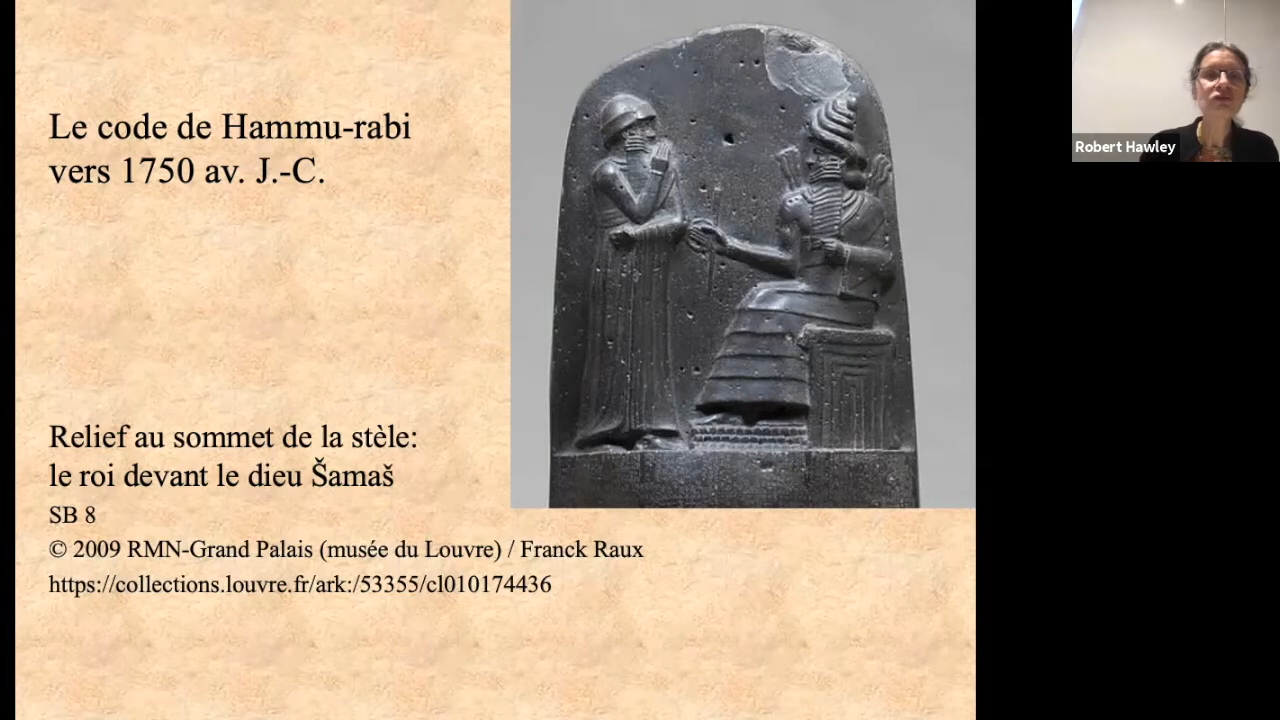 Le code de Hammu-rabi
vers 1750 av. J.-C.
Relief au sommet de la stèle:
le roi devant le dieu Šamaš
SB 8
© 2009 RMN-Grand Palais (musée du Louvre) / Franck Raux
https://collections.louvre.fr/ark:/53355/cl010174436
Robert Hawley